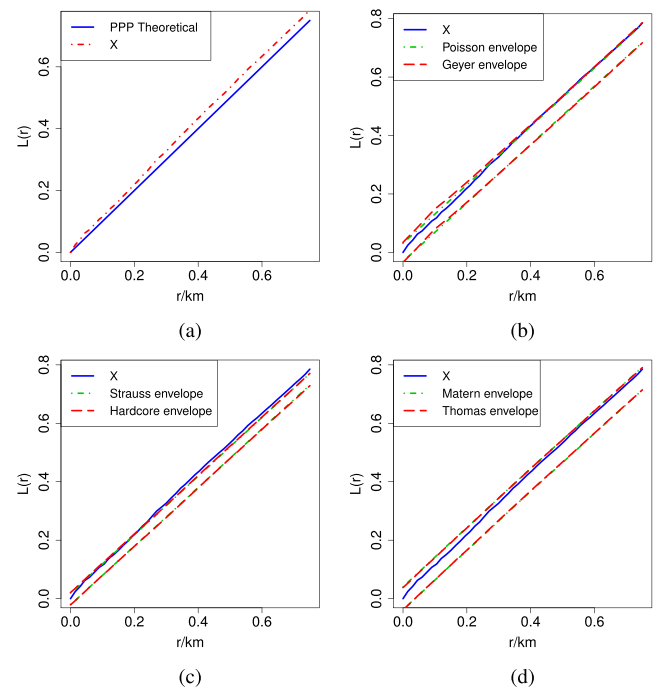 PPP Theoretical
X
L(r)
0.0 0.2 0.4 0.6
0.0 0.2 0.4 0.6
r/km
(a)
X
Poisson envelope
Geyer envelope
L(r)
0.0 0.2 0.4 0.6 0.8
0.0 0.2 0.4 0.6
r/km
(b)
X
Strauss envelope
Hardcore envelope
L(r)
0.0 0.2 0.4 0.6 0.8
0.0 0.2 0.4 0.6
r/km
(c)
X
Matern envelope
Thomas envelope
L(r)
0.0 0.2 0.4 0.6 0.8
0.0 0.2 0.4 0.6
r/km
(d)